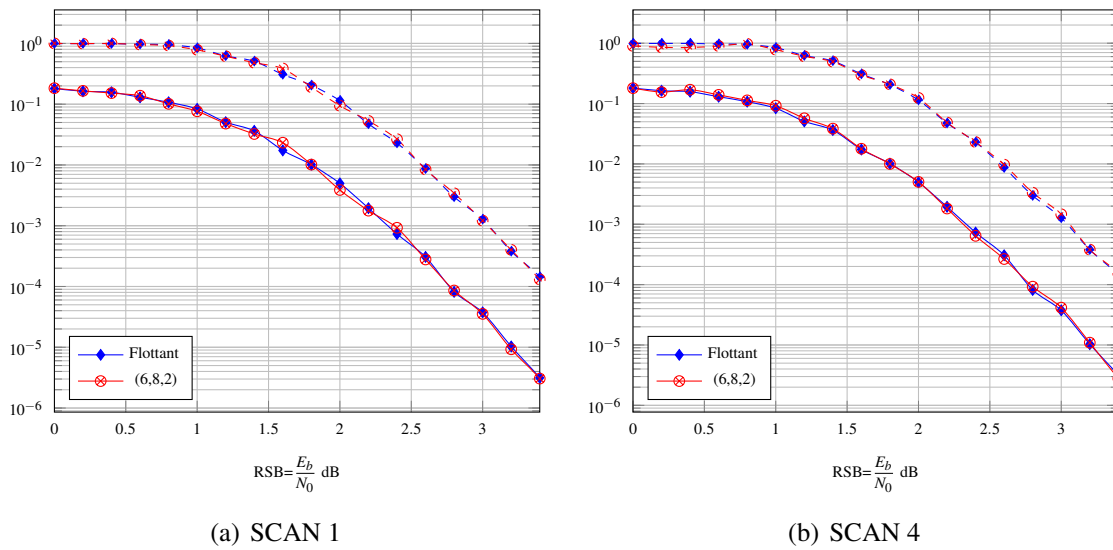 10^0
10^-1
10^-2
10^-3
10^-4
10^-5
10^-6
Flottant
(6,8,2)
0 0.5 1 1.5 2 2.5 3
RSB=E_b/N_0 dB
(a) SCAN 1
10^0
10^-1
10^-2
10^-3
10^-4
10^-5
10^-6
Flottant
(6,8,2)
0 0.5 1 1.5 2 2.5 3
RSB=E_b/N_0 dB
(b) SCAN 4